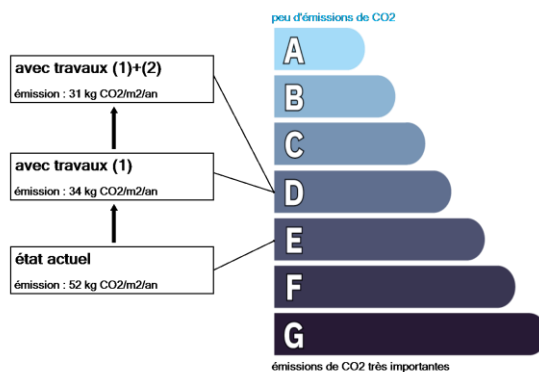 peu d'émissions de CO2
A
B
C
D
E
F
G
émissions de CO2 très importantes
avec travaux (1)+(2)
émission : 31 kg CO2/m2/an
avec travaux (1)
émission : 34 kg CO2/m2/an
état actuel
émission : 52 kg CO2/m2/an